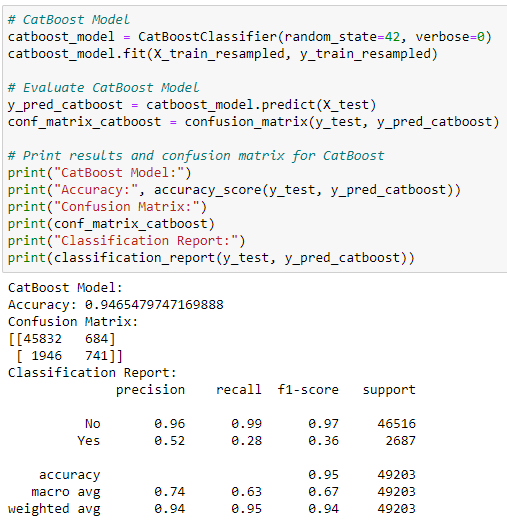 # CatBoost Model
catboost_model = CatBoostClassifier(random_state=42, verbose=0)
catboost_model.fit(X_train_resampled, y_train_resampled)
# Evaluate CatBoost Model
y_pred_catboost = catboost_model.predict(X_test)
conf_matrix_catboost = confusion_matrix(y_test, y_pred_catboost)
# Print results and confusion matrix for CatBoost
print("CatBoost Model:")
print("Accuracy:", accuracy_score(y_test, y_pred_catboost))
print("Confusion Matrix:")
print(conf_matrix_catboost)
print("Classification Report:")
print(classification_report(y_test, y_pred_catboost))
CatBoost Model:
Accuracy: 0.9465479747169888
Confusion Matrix:
[[45832   684]
 [ 1946   741]]
Classification Report:
              precision    recall  f1-score   support
          No       0.96      0.99      0.97     46516
         Yes       0.52      0.28      0.36      2687
    accuracy                           0.95     49203
   macro avg       0.74      0.63      0.67     49203
weighted avg       0.94      0.95      0.94     49203